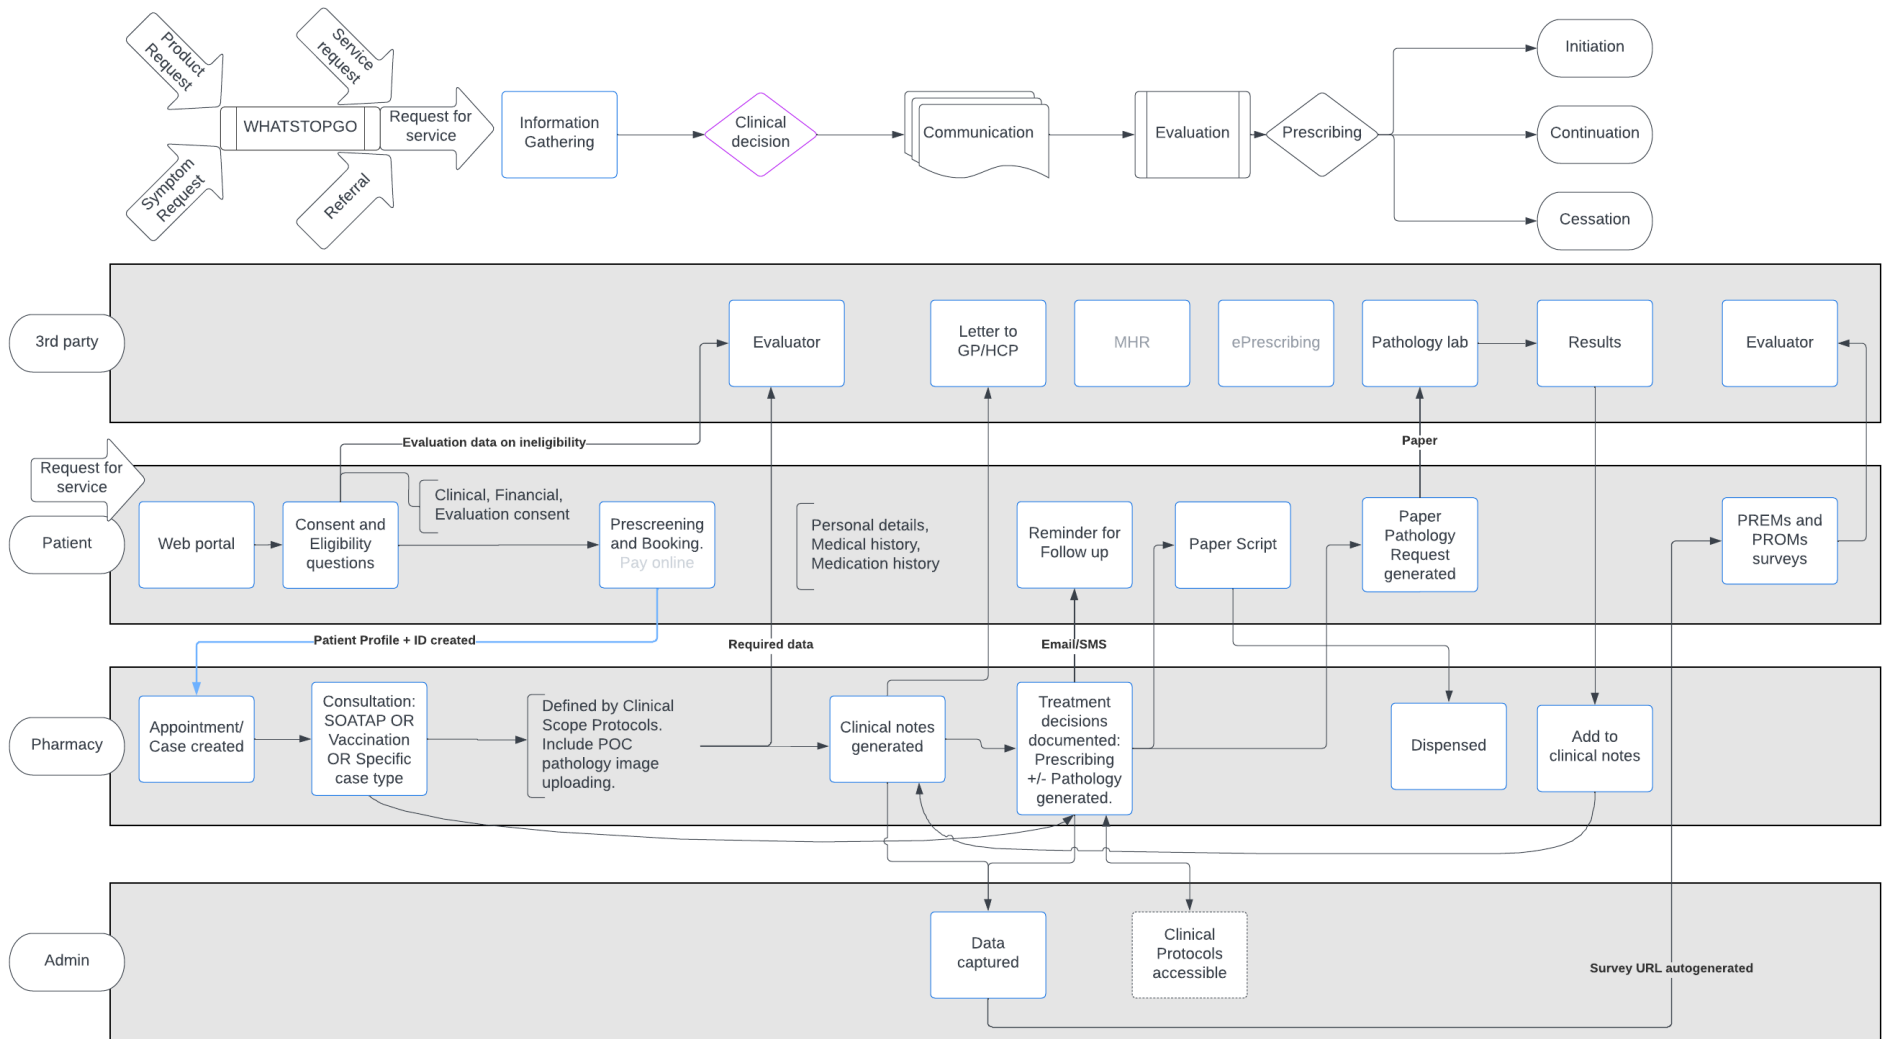 Product
Request
Service
request
WHATSTOPGO
Request for
service
Symptom
Request
Referral
Information
Gathering
Clinical
decision
Communication
Evaluation
Prescribing
Initiation
Continuation
Cessation
3rd party
Evaluator
Letter to
GP/HCP
MHR
ePrescribing
Pathology lab
Results
Evaluator
Evaluation data on ineligibility
Paper
Request for
service
Patient
Web portal
Consent and
Eligibility
questions
Clinical, Financial,
Evaluation consent
Prescreening
and Booking.
Pay online
Personal details,
Medical history,
Medication history
Reminder for
Follow up
Paper Script
Paper
Pathology
Request
generated
PREMs and
PROMs
surveys
Patient Profile + ID created
Required data
Email/SMS
Pharmacy
Appointment/
Case created
Consultation:
SOATAP OR
Vaccination
OR Specific
case type
Defined by Clinical
Scope Protocols.
Include POC
pathology image
uploading.
Clinical notes
generated
Treatment
decisions
documented:
Prescribing
+/- Pathology
generated.
Dispensed
Add to
clinical notes
Admin
Data
captured
Clinical
Protocols
accessible
Survey URL autogenerated